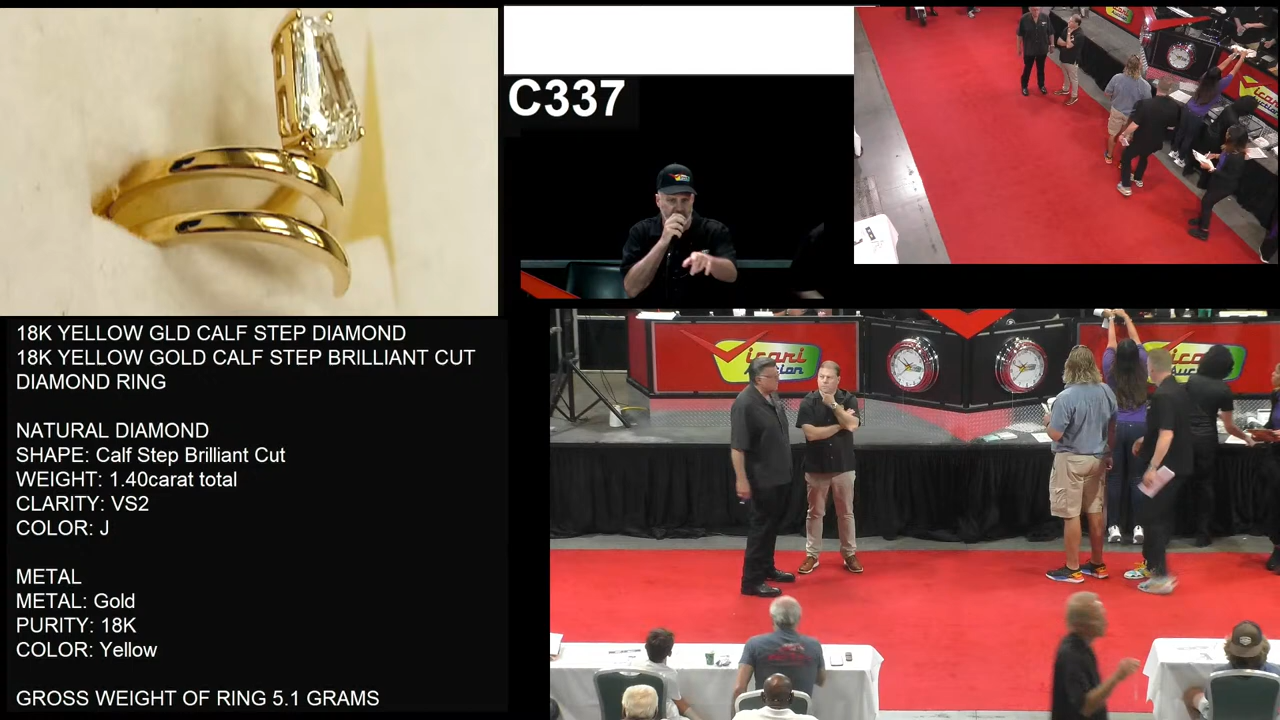 C337
18K YELLOW GLD CALF STEP DIAMOND
18K YELLOW GOLD CALF STEP BRILLIANT CUT
DIAMOND RING
NATURAL DIAMOND
SHAPE: Calf Step Brilliant Cut
WEIGHT: 1.40carat total
CLARITY: VS2
COLOR: J
METAL
METAL: Gold
PURITY: 18K
COLOR: Yellow
GROSS WEIGHT OF RING 5.1 GRAMS
Vicari
Auction